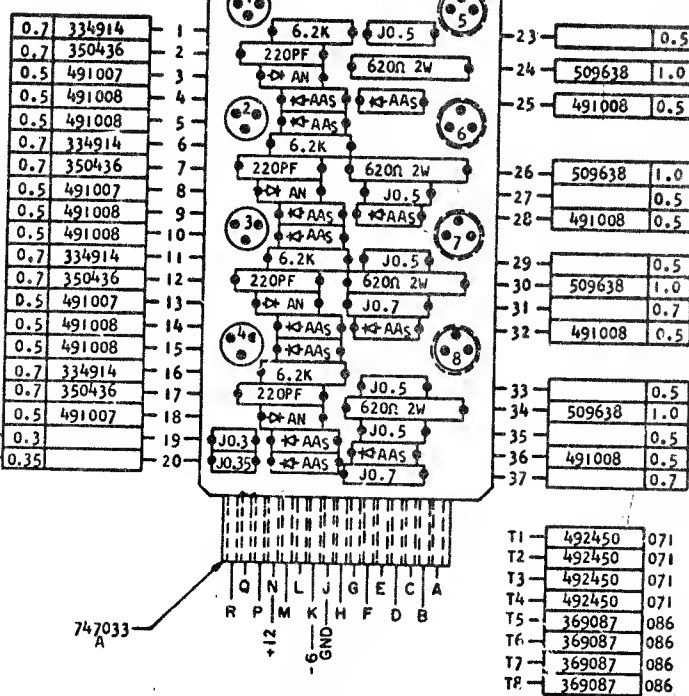 0.7 334914 1
0.7 350436 2
0.5 491007 3
0.5 491008 4
0.5 491008 5
0.7 334914 6
0.7 350436 7
0.5 491007 8
0.5 491008 9
0.5 491008 10
0.7 334914 11
0.7 350436 12
0.5 491007 13
0.5 491008 14
0.5 491008 15
0.7 334914 16
0.7 350436 17
0.5 491007 18
0.3 19
0.35 20
5
6.2K J0.5
220PF
AN 620Ω 2W
AAS AAS
2 AAS 6
6.2K
220PF 620Ω 2W
AN J0.5
AAS AAS
3 AAS 7
6.2K J0.5
220PF 620Ω 2W
AN J0.7
AAS AAS
4 AAS 8
6.2K J0.5
220PF 620Ω 2W
AN J0.5
J0.3 AAS AAS
J0.35 AAS J0.7
23 0.5
24 509638 1.0
25 491008 0.5
26 509638 1.0
27 0.5
28 491008 0.5
29 0.5
30 509638 1.0
31 0.7
32 491008 0.5
33 0.5
34 509638 1.0
35 0.5
36 491008 0.5
37 0.7
R Q P N M L K J H G F E D C B A
+12 -6 GND
747033
A
T1 492450 071
T2 492450 071
T3 492450 071
T4 492450 071
T5 369087 086
T6 369087 086
T7 369087 086
T8 369087 086